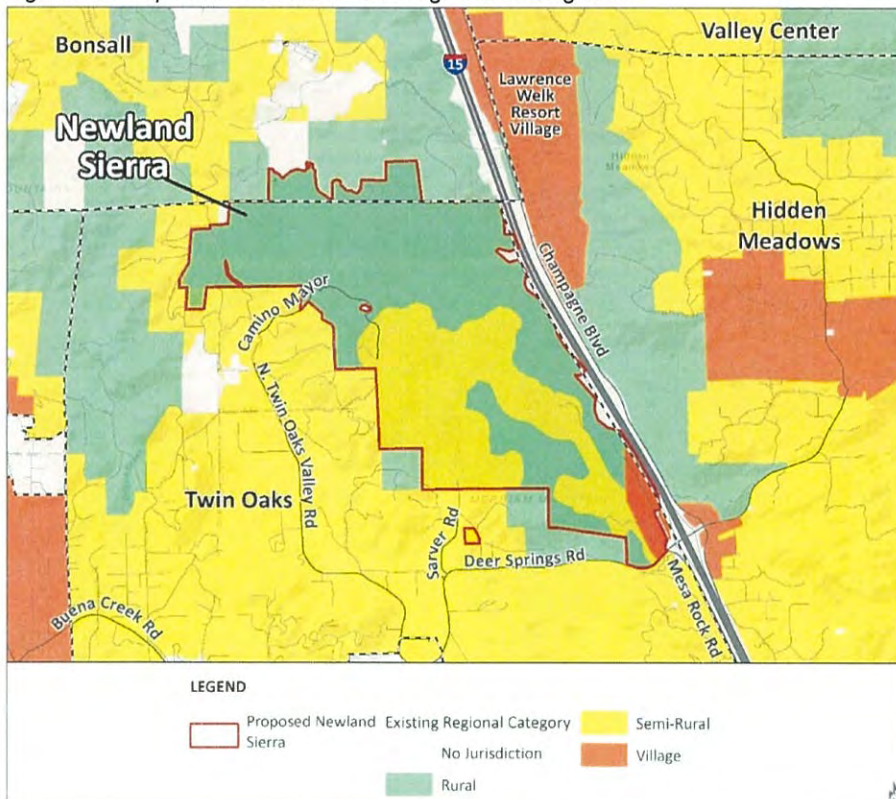 Bonsall
Valley Center
15
Lawrence
Welk
Resort
Village
Newland
Sierra
Hidden
Meadows
Champagne Blvd
Camino Mayor
N. Twin Oaks Valley Rd
Twin Oaks
Sarver Rd
Deer Springs Rd
Mesa Rock Rd
Buena Creek Rd
LEGEND
Proposed Newland
Sierra
Existing Regional Category
No Jurisdiction
Rural
Semi-Rural
Village